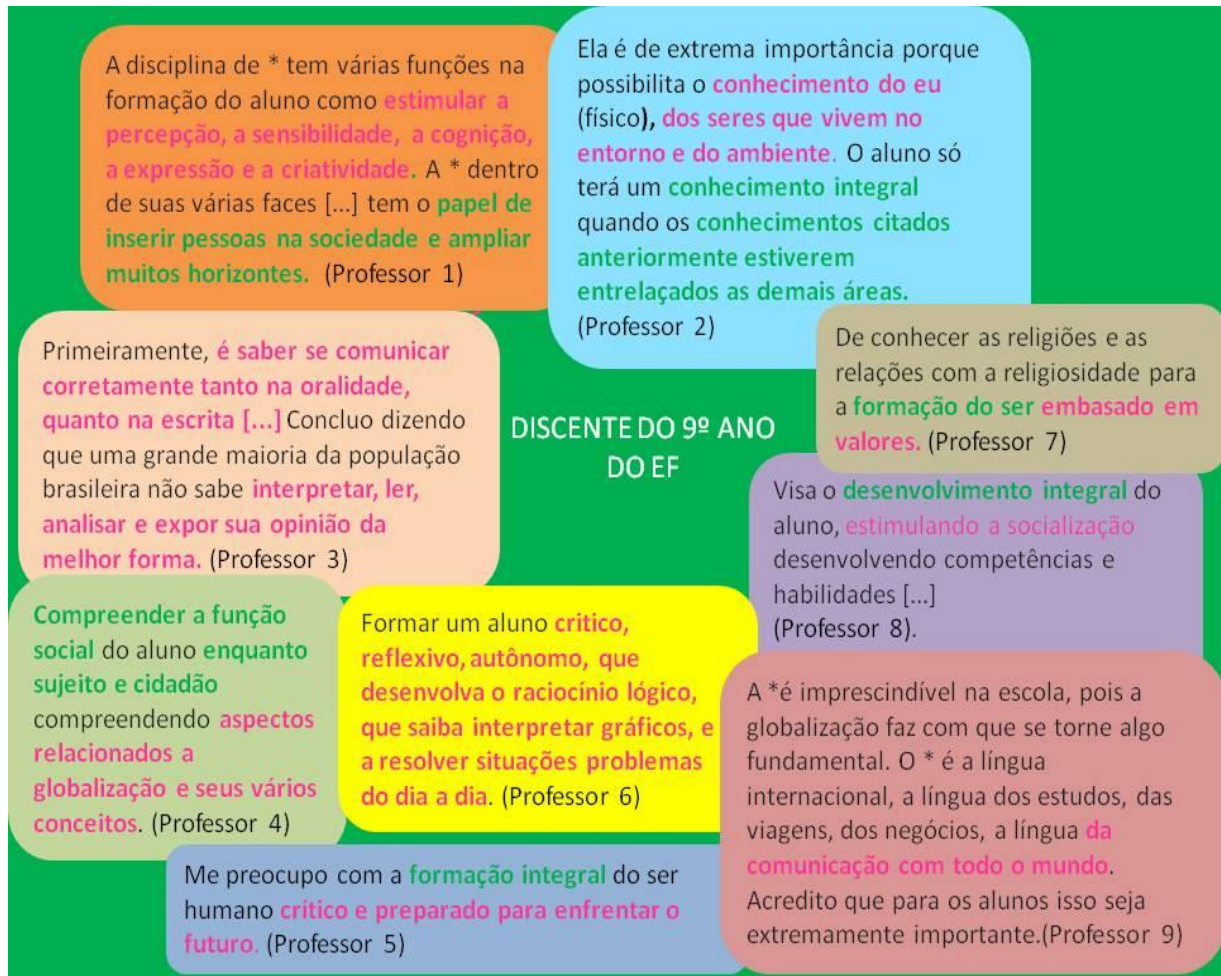 A disciplina de * tem várias funções na
formação do aluno como estimular a
percepção, a sensibilidade, a cognição,
a expressão e a criatividade. A * dentro
de suas várias faces [...] tem o papel de
inserir pessoas na sociedade e ampliar
muitos horizontes. (Professor 1)
Ela é de extrema importância porque
possibilita o conhecimento do eu
(físico), dos seres que vivem no
entorno e do ambiente. O aluno só
terá um conhecimento integral
quando os conhecimentos citados
anteriormente estiverem
entrelaçados as demais áreas.
(Professor 2)
Primeiramente, é saber se comunicar
corretamente tanto na oralidade,
quanto na escrita [...] Concluo dizendo
que uma grande maioria da população
brasileira não sabe interpretar, ler,
analisar e expor sua opinião da
melhor forma. (Professor 3)
DISCENTE DO 9º ANO
DO EF
De conhecer as religiões e as
relações com a religiosidade para
a formação do ser embasado em
valores. (Professor 7)
Visa o desenvolvimento integral do
aluno, estimulando a socialização
desenvolvendo competências e
habilidades [...]
(Professor 8).
Compreender a função
social do aluno enquanto
sujeito e cidadão
compreendendo aspectos
relacionados a
globalização e seus vários
conceitos. (Professor 4)
Formar um aluno critico,
reflexivo, autônomo, que
desenvolva o raciocínio lógico,
que saiba interpretar gráficos, e
a resolver situações problemas
do dia a dia. (Professor 6)
A *é imprescindível na escola, pois a
globalização faz com que se torne algo
fundamental. O * é a língua
internacional, a língua dos estudos, das
viagens, dos negócios, a língua da
comunicação com todo o mundo.
Acredito que para os alunos isso seja
extremamente importante.(Professor 9)
Me preocupo com a formação integral do ser
humano crítico e preparado para enfrentar o
futuro. (Professor 5)